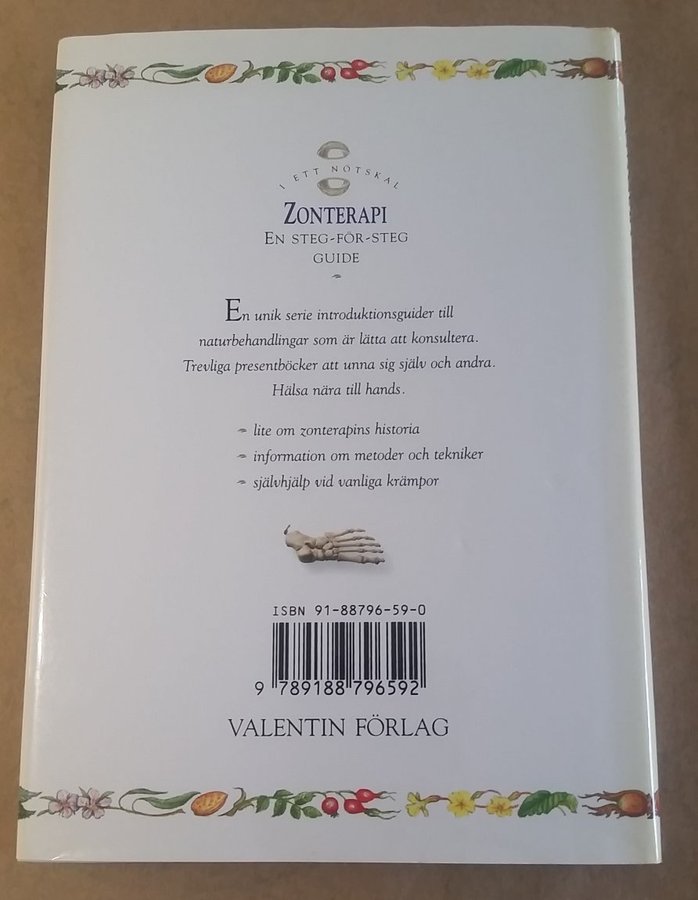 I ETT NÖTSKAL
ZONTERAPI
EN STEG-FÖR-STEG
GUIDE
En unik serie introduktionsguider till
naturbehandlingar som är lätta att konsultera.
Trevliga presentböcker att unna sig själv och andra.
Hälsa nära till hands.
lite om zonterapins historia
information om metoder och tekniker
självhjälp vid vanliga krämpor
ISBN 91-88796-59-0
9 789188 796592
VALENTIN FÖRLAG